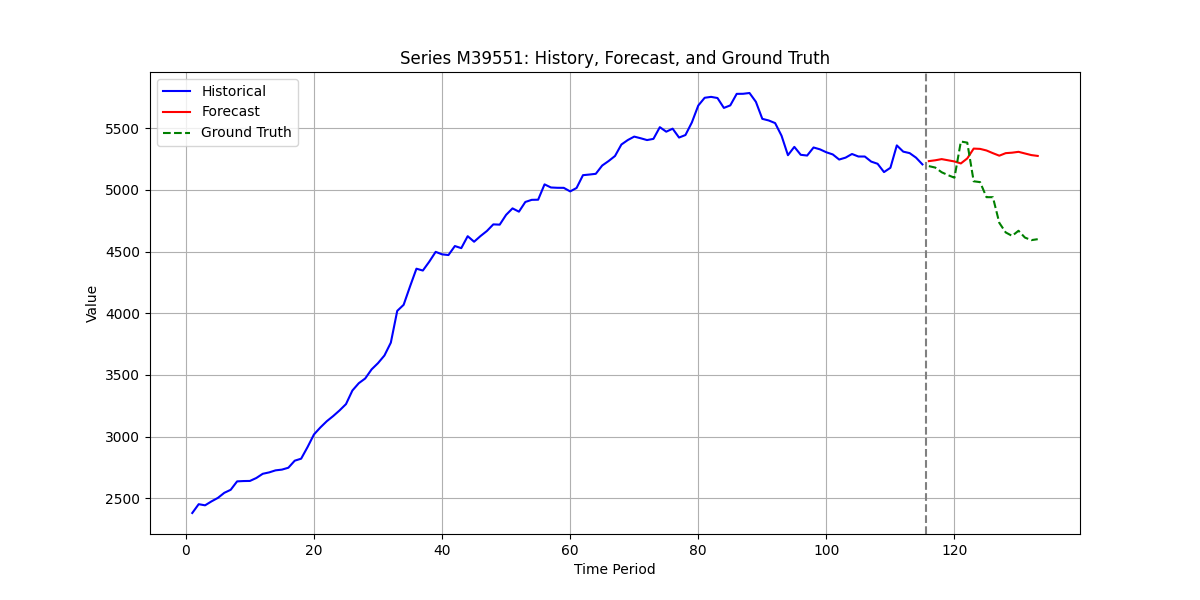 Series M39551: History, Forecast, and Ground Truth
Historical
Forecast
Ground Truth
Value
5500
5000
4500
4000
3500
3000
2500
0 20 40 60 80 100 120
Time Period